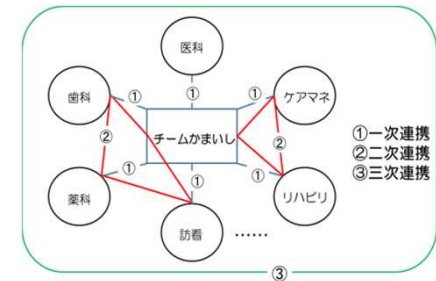 医科
歯科
①
①
①
ケアマネ
チームかまいし
②
②
①一次連携
②二次連携
③三次連携
①
①
①
薬科
訪看
リハビリ
……
③